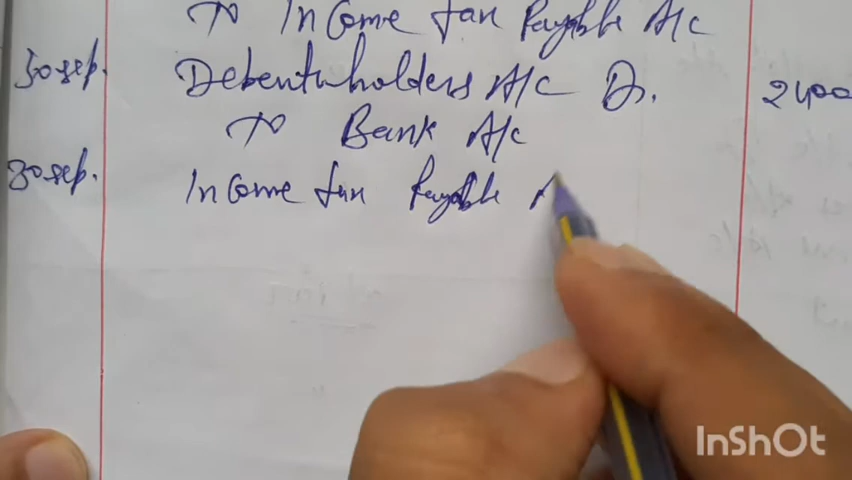 To Income tax Payable A/c
30 sep. Debentureholders A/c Dr. 2400
To Bank A/c
30 sep. Income tax Payable A
InShOt